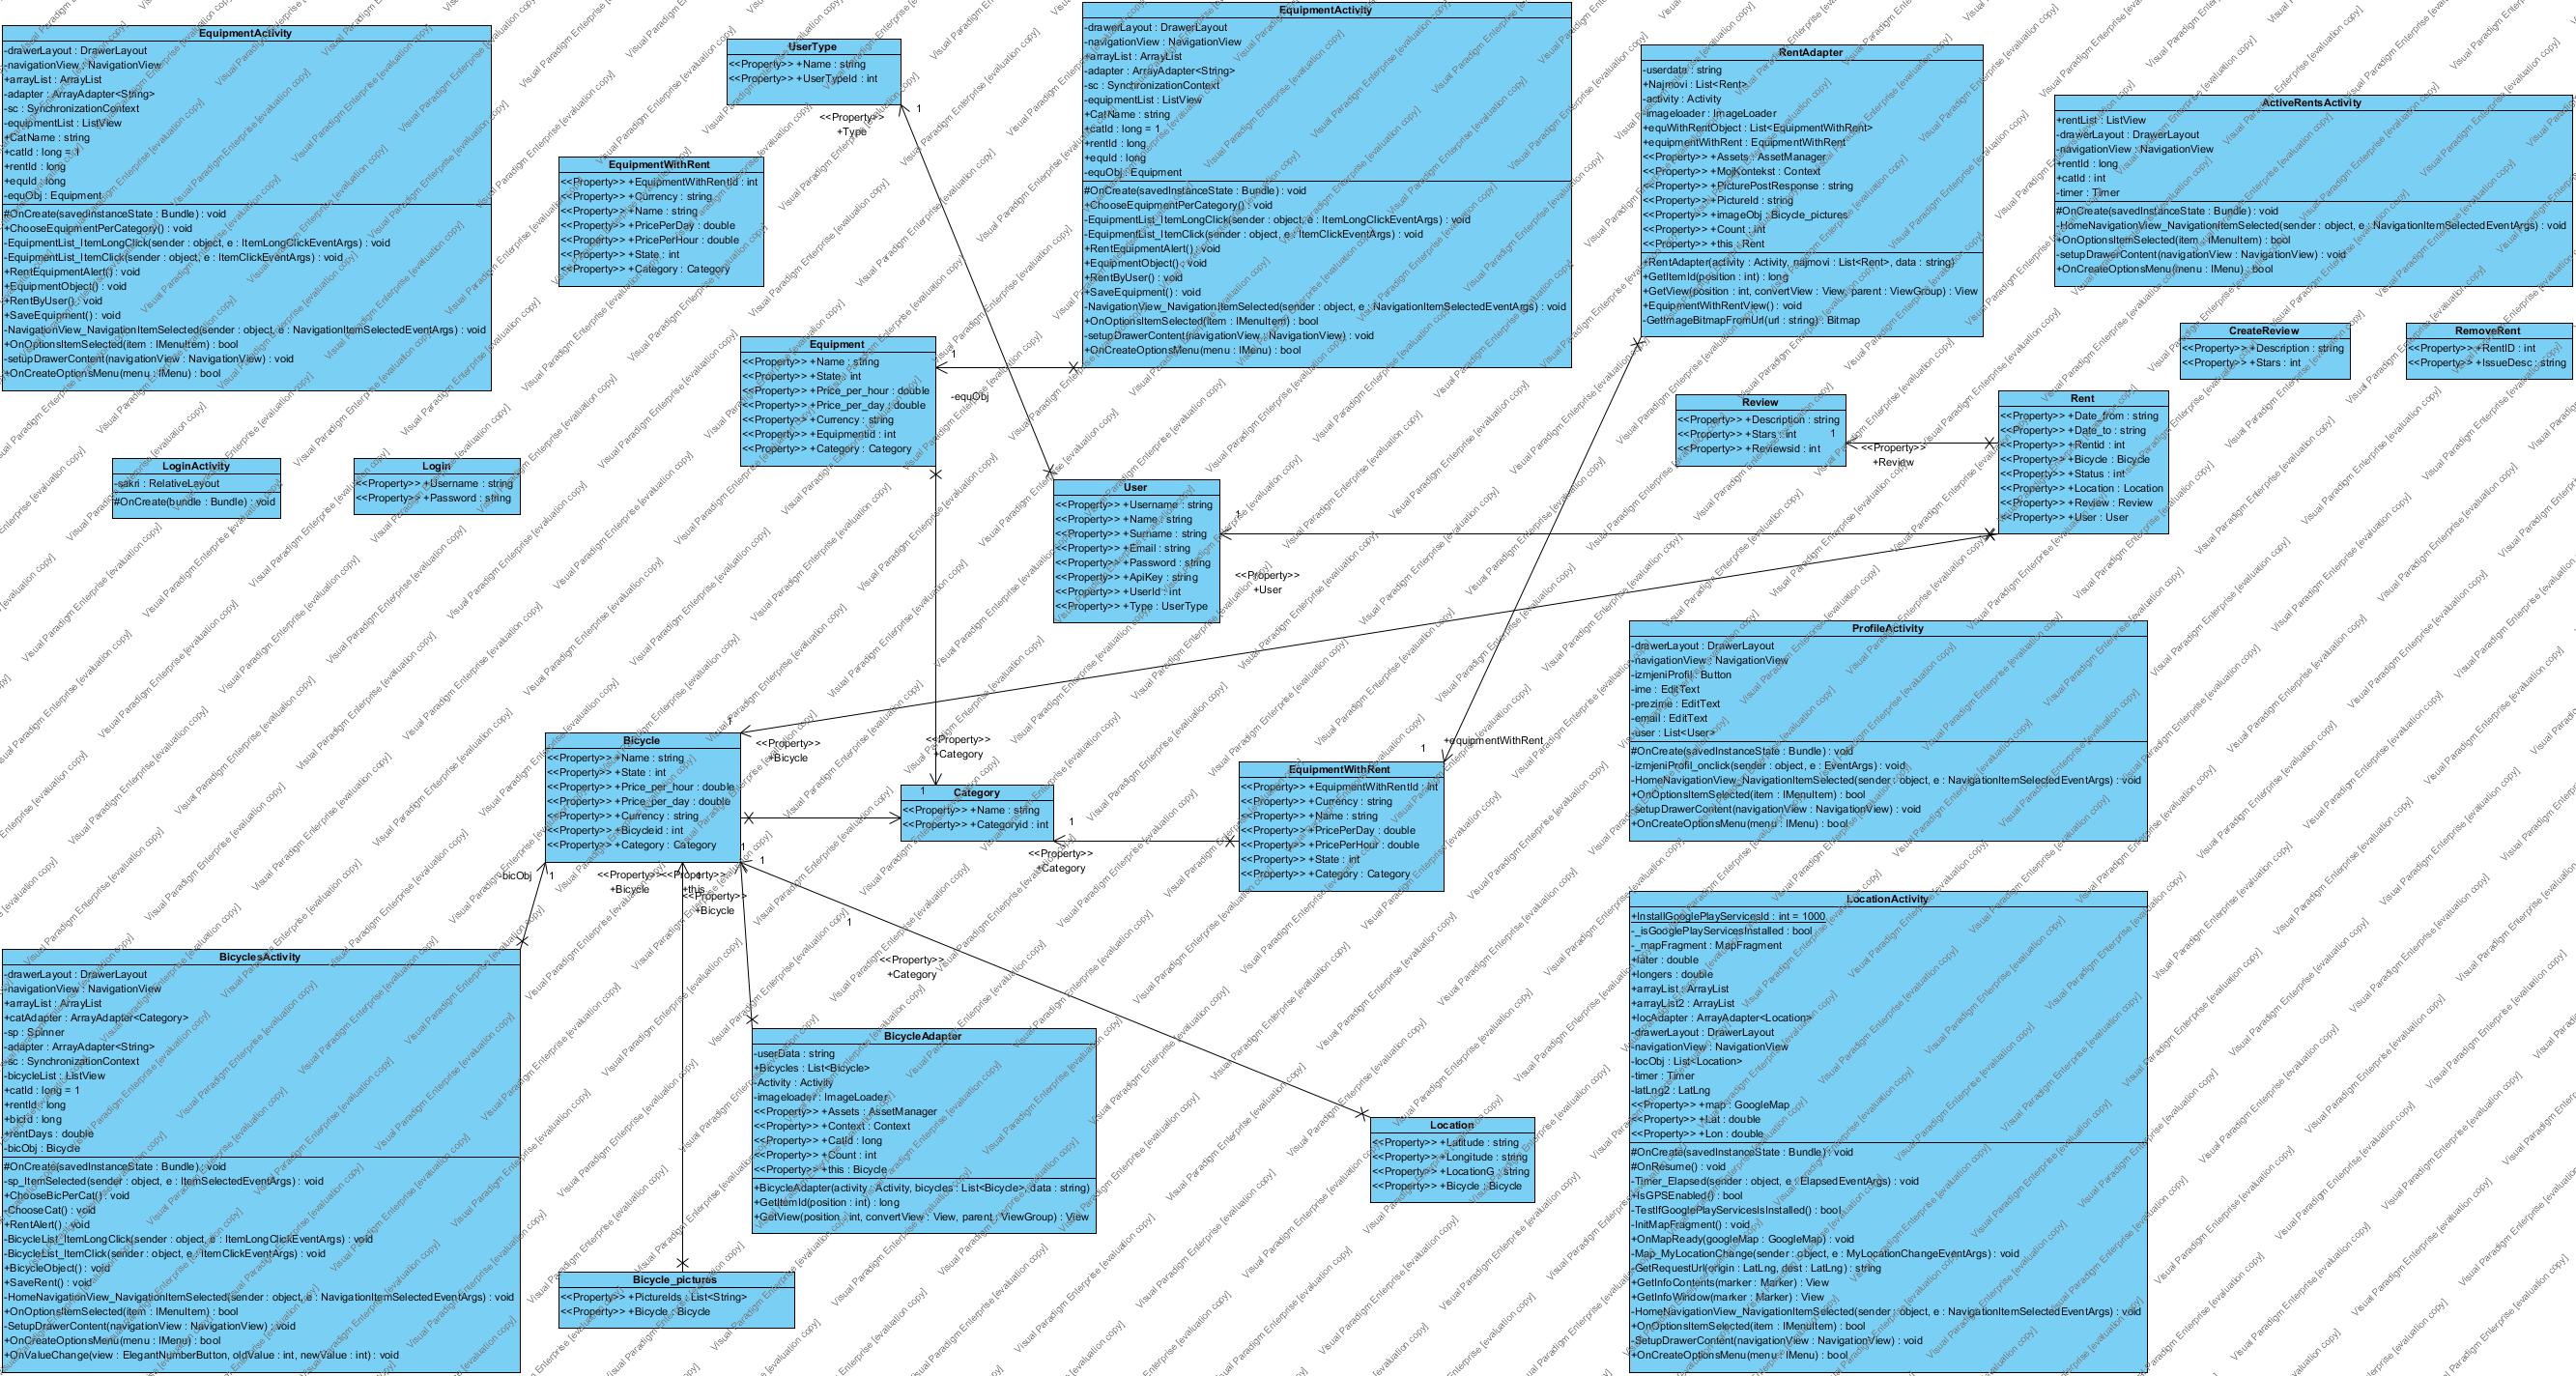 EquipmentActivity
-drawerLayout : DrawerLayout
-navigationView : NavigationView
+arrayList : ArrayList
-adapter : ArrayAdapter<String>
-sc : SynchronizationContext
-equipmentList : ListView
+CatName : string
+catId : long = 1
+rentId : long
+equId : long
-equObj : Equipment
#OnCreate(savedInstanceState : Bundle) : void
+ChooseEquipmentPerCategory() : void
-EquipmentList_ItemLongClick(sender : object, e : ItemLongClickEventArgs) : void
-EquipmentList_ItemClick(sender : object, e : ItemClickEventArgs) : void
+RentEquipmentAlert() : void
+EquipmentObject() : void
+RentByUser() : void
+SaveEquipment() : void
-NavigationView_NavigationItemSelected(sender : object, e : NavigationItemSelectedEventArgs) : void
+OnOptionsItemSelected(item : IMenuItem) : bool
-setupDrawerContent(navigationView : NavigationView) : void
+OnCreateOptionsMenu(menu : IMenu) : bool
UserType
<<Property>> +Name : string
<<Property>> +UserTypeId : int
1
<<Property>>
+Type
EquipmentWithRent
<<Property>> +EquipmentWithRentId : int
<<Property>> +Currency : string
<<Property>> +Name : string
<<Property>> +PricePerDay : double
<<Property>> +PricePerHour : double
<<Property>> +State : int
<<Property>> +Category : Category
EquipmentActivity
-drawerLayout : DrawerLayout
-navigationView : NavigationView
+arrayList : ArrayList
-adapter : ArrayAdapter<String>
-sc : SynchronizationContext
-equipmentList : ListView
+CatName : string
+catId : long = 1
+rentId : long
+equId : long
-equObj : Equipment
#OnCreate(savedInstanceState : Bundle) : void
+ChooseEquipmentPerCategory() : void
-EquipmentList_ItemLongClick(sender : object, e : ItemLongClickEventArgs) : void
-EquipmentList_ItemClick(sender : object, e : ItemClickEventArgs) : void
+RentEquipmentAlert() : void
+EquipmentObject() : void
+RentByUser() : void
+SaveEquipment() : void
-NavigationView_NavigationItemSelected(sender : object, e : NavigationItemSelectedEventArgs) : void
+OnOptionsItemSelected(item : IMenuItem) : bool
-setupDrawerContent(navigationView : NavigationView) : void
+OnCreateOptionsMenu(menu : IMenu) : bool
RentAdapter
-userdata : string
+Najmovi : List<Rent>
-activity : Activity
-imageloader : ImageLoader
+equWithRentObject : List<EquipmentWithRent>
+equipmentWithRent : EquipmentWithRent
<<Property>> +Assets : AssetManager
<<Property>> +MojKontekst : Context
<<Property>> +PicturePostResponse : string
<<Property>> +PictureId : string
<<Property>> +imageObj : Bicycle_pictures
<<Property>> +Count : int
<<Property>> +this : Rent
+RentAdapter(activity : Activity, najmovi : List<Rent>, data : string)
+GetItemId(position : int) : long
+GetView(position : int, convertView : View, parent : ViewGroup) : View
+EquipmentWithRentView() : void
-GetImageBitmapFromUrl(url : string) : Bitmap
ActiveRentsActivity
+rentList : ListView
-drawerLayout : DrawerLayout
-navigationView : NavigationView
+rentId : long
+catId : int
-timer : Timer
#OnCreate(savedInstanceState : Bundle) : void
-HomeNavigationView_NavigationItemSelected(sender : object, e : NavigationItemSelectedEventArgs) : void
+OnOptionsItemSelected(item : IMenuItem) : bool
-setupDrawerContent(navigationView : NavigationView) : void
+OnCreateOptionsMenu(menu : IMenu) : bool
CreateReview
<<Property>> +Description : string
<<Property>> +Stars : int
RemoveRent
<<Property>> +RentID : int
<<Property>> +IssueDesc : string
Equipment
<<Property>> +Name : string
<<Property>> +State : int
<<Property>> +Price_per_hour : double
<<Property>> +Price_per_day : double
<<Property>> +Currency : string
<<Property>> +Equipmentid : int
<<Property>> +Category : Category
1
-equObj
Review
<<Property>> +Description : string
<<Property>> +Stars : int
<<Property>> +Reviewsid : int
1
<<Property>>
+Review
Rent
<<Property>> +Date_from : string
<<Property>> +Date_to : string
<<Property>> +Rentid : int
<<Property>> +Bicycle : Bicycle
<<Property>> +Status : int
<<Property>> +Location : Location
<<Property>> +Review : Review
<<Property>> +User : User
LoginActivity
-sakri : RelativeLayout
#OnCreate(bundle : Bundle) : void
Login
<<Property>> +Username : string
<<Property>> +Password : string
User
<<Property>> +Username : string
<<Property>> +Name : string
<<Property>> +Surname : string
<<Property>> +Email : string
<<Property>> +Password : string
<<Property>> +ApiKey : string
<<Property>> +UserId : int
<<Property>> +Type : UserType
1
<<Property>>
+User
ProfileActivity
-drawerLayout : DrawerLayout
-navigationView : NavigationView
-izmjeniProfil : Button
-ime : EditText
-prezime : EditText
-email : EditText
-user : List<User>
#OnCreate(savedInstanceState : Bundle) : void
-izmjeniProfil_onclick(sender : object, e : EventArgs) : void
-HomeNavigationView_NavigationItemSelected(sender : object, e : NavigationItemSelectedEventArgs) : void
+OnOptionsItemSelected(item : IMenuItem) : bool
-setupDrawerContent(navigationView : NavigationView) : void
+OnCreateOptionsMenu(menu : IMenu) : bool
Bicycle
<<Property>> +Name : string
<<Property>> +State : int
<<Property>> +Price_per_hour : double
<<Property>> +Price_per_day : double
<<Property>> +Currency : string
<<Property>> +Bicycleid : int
<<Property>> +Category : Category
1
<<Property>>
+Bicycle
<<Property>>
+Category
1
Category
<<Property>> +Name : string
<<Property>> +Categoryid : int
1
<<Property>>
+Category
1
+equipmentWithRent
EquipmentWithRent
<<Property>> +EquipmentWithRentId : int
<<Property>> +Currency : string
<<Property>> +Name : string
<<Property>> +PricePerDay : double
<<Property>> +PricePerHour : double
<<Property>> +State : int
<<Property>> +Category : Category
-bicObj
1
<<Property>>
+Bicycle
<<Property>>
+this
1
<<Property>>
+Bicycle
1
1
1
<<Property>>
+Category
LocationActivity
+InstallGooglePlayServicesId : int = 1000
-_isGooglePlayServicesInstalled : bool
-_mapFragment : MapFragment
+later : double
+longers : double
+arrayList : ArrayList
+arrayList2 : ArrayList
+locAdapter : ArrayAdapter<Location>
-drawerLayout : DrawerLayout
-navigationView : NavigationView
-locObj : List<Location>
-timer : Timer
-latLng2 : LatLng
<<Property>> +map : GoogleMap
<<Property>> +Lat : double
<<Property>> +Lon : double
#OnCreate(savedInstanceState : Bundle) : void
#OnResume() : void
-Timer_Elapsed(sender : object, e : ElapsedEventArgs) : void
+IsGPSEnabled() : bool
-TestIfGooglePlayServicesIsInstalled() : bool
-InitMapFragment() : void
+OnMapReady(googleMap : GoogleMap) : void
-Map_MyLocationChange(sender : object, e : MyLocationChangeEventArgs) : void
-GetRequestUrl(origin : LatLng, dest : LatLng) : string
+GetInfoContents(marker : Marker) : View
+GetInfoWindow(marker : Marker) : View
-HomeNavigationView_NavigationItemSelected(sender : object, e : NavigationItemSelectedEventArgs) : void
+OnOptionsItemSelected(item : IMenuItem) : bool
-SetupDrawerContent(navigationView : NavigationView) : void
+OnCreateOptionsMenu(menu : IMenu) : bool
BicyclesActivity
-drawerLayout : DrawerLayout
-navigationView : NavigationView
+arrayList : ArrayList
+catAdapter : ArrayAdapter<Category>
-sp : Spinner
-adapter : ArrayAdapter<String>
-sc : SynchronizationContext
-bicycleList : ListView
+catId : long = 1
+rentId : long
+bicId : long
+rentDays : double
-bicObj : Bicycle
#OnCreate(savedInstanceState : Bundle) : void
-sp_ItemSelected(sender : object, e : ItemSelectedEventArgs) : void
+ChooseBicPerCat() : void
-ChooseCat() : void
+RentAlert() : void
-BicycleList_ItemLongClick(sender : object, e : ItemLongClickEventArgs) : void
-BicycleList_ItemClick(sender : object, e : ItemClickEventArgs) : void
+BicycleObject() : void
+SaveRent() : void
-HomeNavigationView_NavigationItemSelected(sender : object, e : NavigationItemSelectedEventArgs) : void
+OnOptionsItemSelected(item : IMenuItem) : bool
-SetupDrawerContent(navigationView : NavigationView) : void
+OnCreateOptionsMenu(menu : IMenu) : bool
+OnValueChange(view : ElegantNumberButton, oldValue : int, newValue : int) : void
BicycleAdapter
-userData : string
+Bicycles : List<Bicycle>
-Activity : Activity
-imageloader : ImageLoader
<<Property>> +Assets : AssetManager
<<Property>> +Context : Context
<<Property>> +CatId : long
<<Property>> +Count : int
<<Property>> +this : Bicycle
+BicycleAdapter(activity : Activity, bicycles : List<Bicycle>, data : string)
+GetItemId(position : int) : long
+GetView(position : int, convertView : View, parent : ViewGroup) : View
Location
<<Property>> +Latitude : string
<<Property>> +Longitude : string
<<Property>> +LocationG : string
<<Property>> +Bicycle : Bicycle
Bicycle_pictures
<<Property>> +PictureIds : List<String>
<<Property>> +Bicycle : Bicycle
Visual Paradigm Enterprise [evaluation copy]